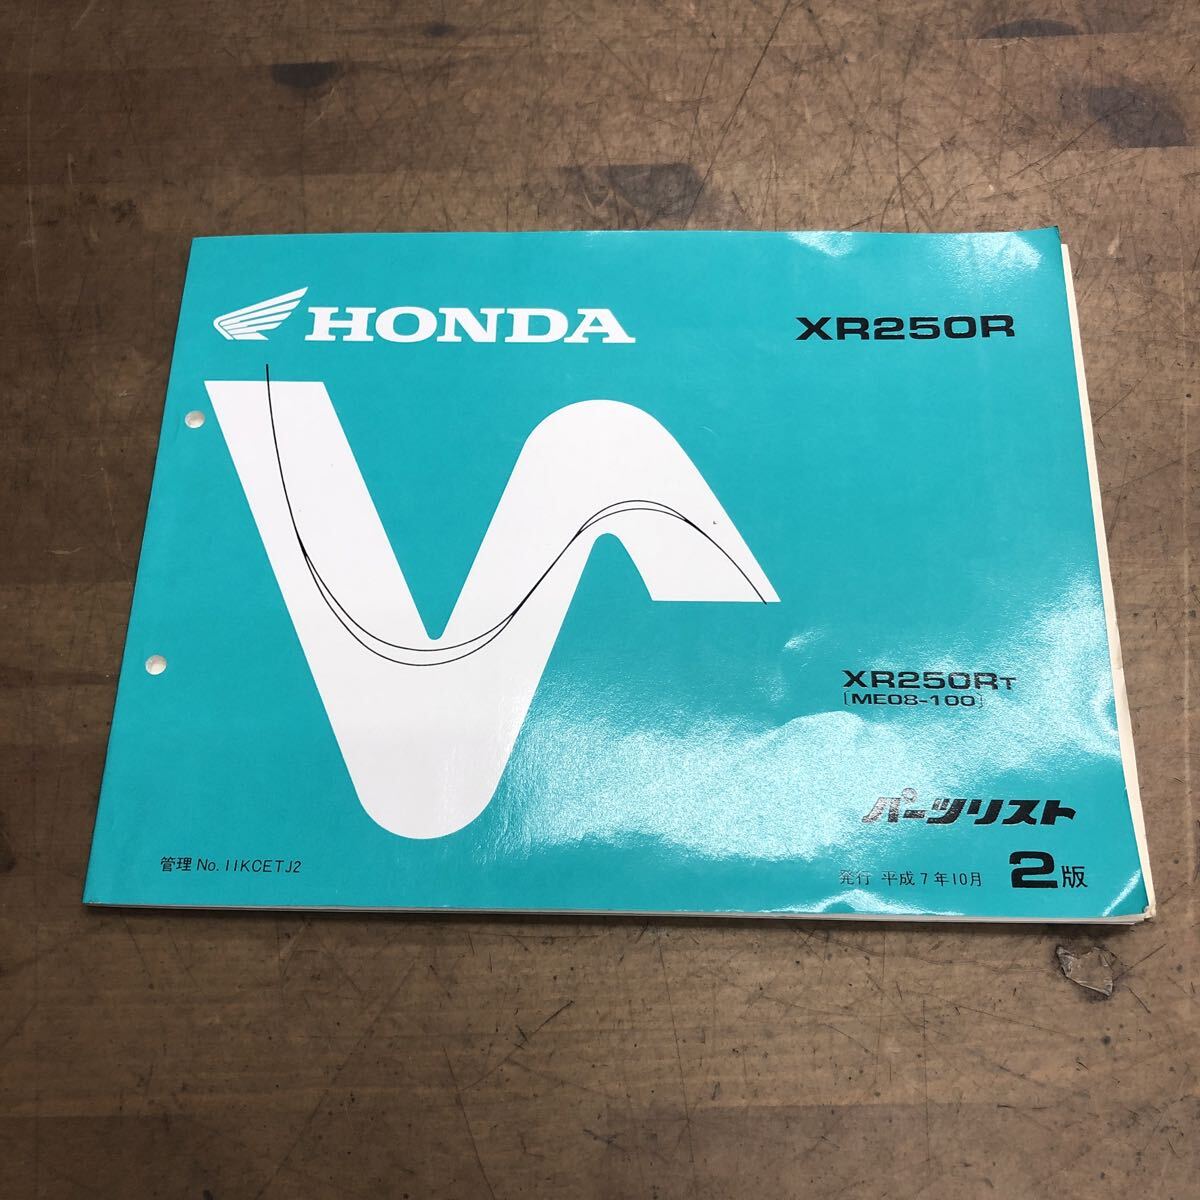 HONDA
XR250R
XR250RT
[ME08-100]
パーツリスト
管理 No. 11KCETJ2
発行 平成7年10月 2版